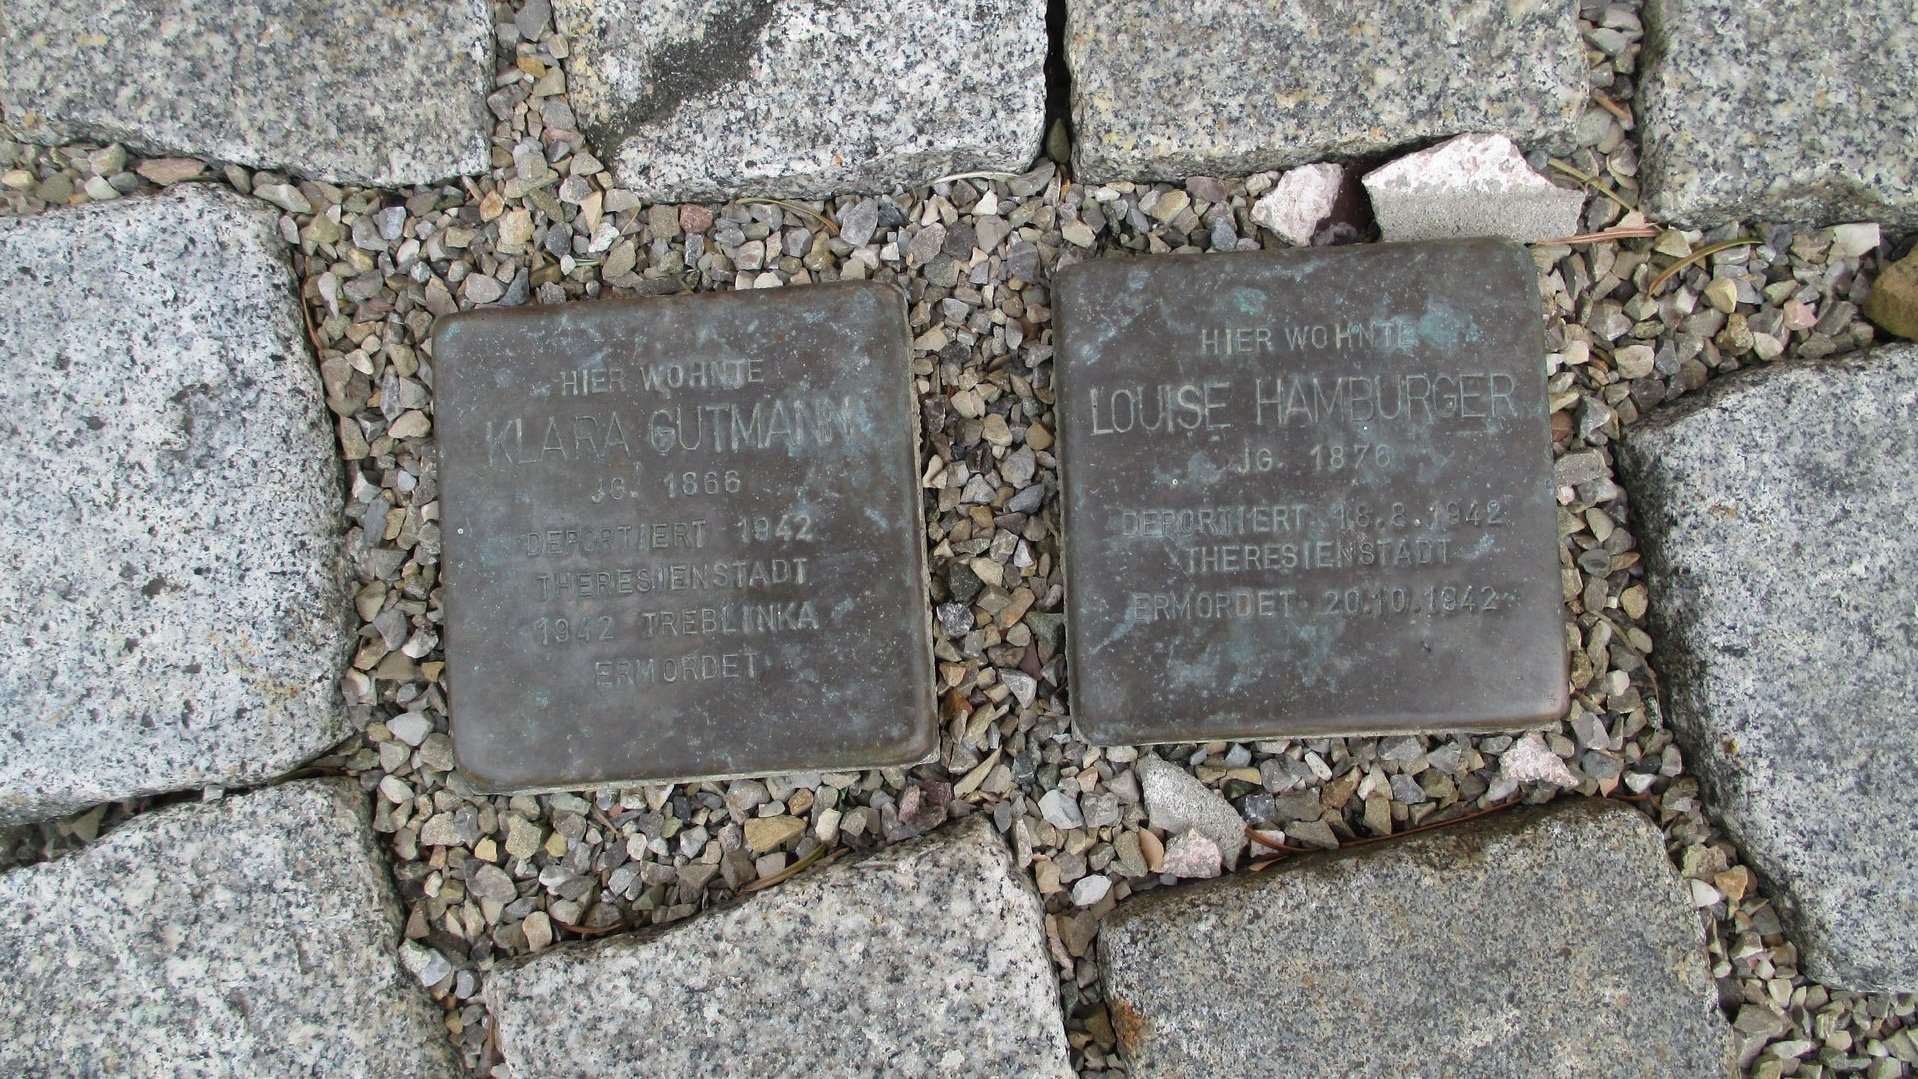 HIER WOHNTE
KLARA GUTMANN
JG. 1866
DEPORTIERT 1942
THERESIENSTADT
1942 TREBLINKA
ERMORDET
HIER WOHNTE
LOUISE HAMBURGER
JG. 1876
DEPORTIERT 18.8.1942
THERESIENSTADT
ERMORDET 20.10.1942